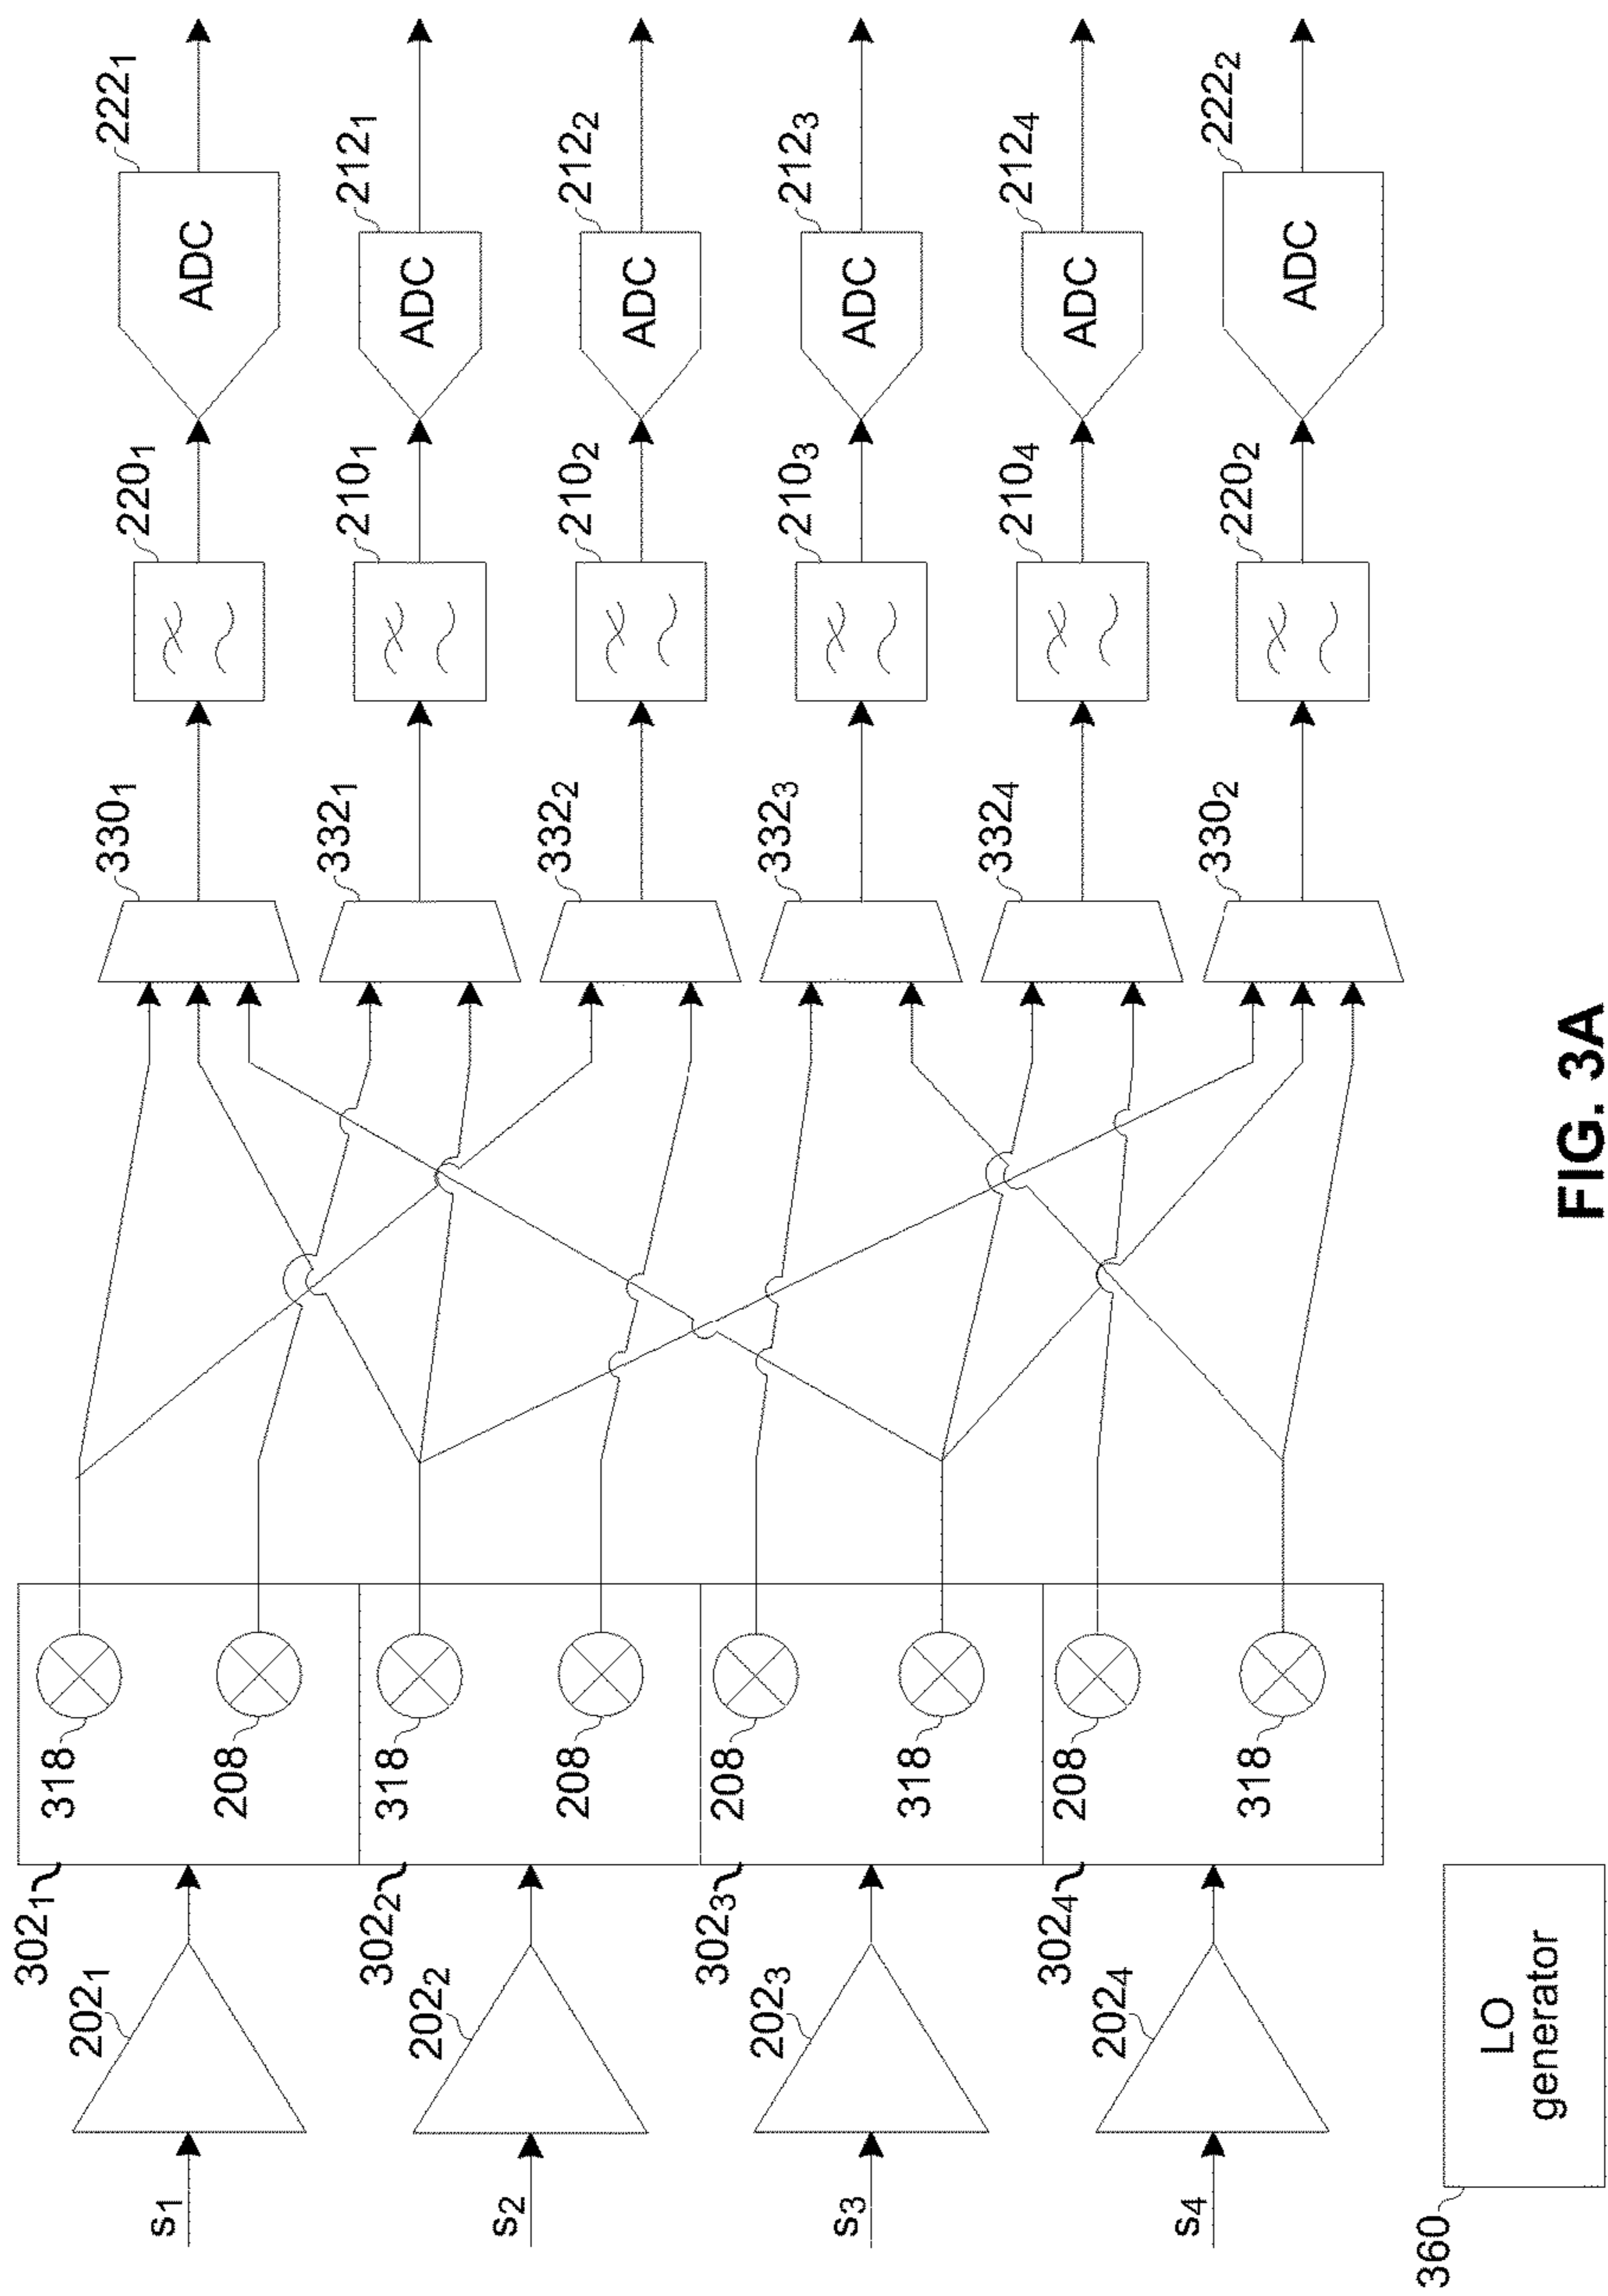 s1
s2
s3
s4
2021
2022
2023
2024
3021
3022
3023
3024
318
208
318
208
208
318
208
318
3301
3321
3322
3323
3324
3302
2201
2101
2102
2103
2104
2202
2221
2121
2122
2123
2124
2222
ADC
ADC
ADC
ADC
ADC
ADC
360
LO
generator
FIG. 3A